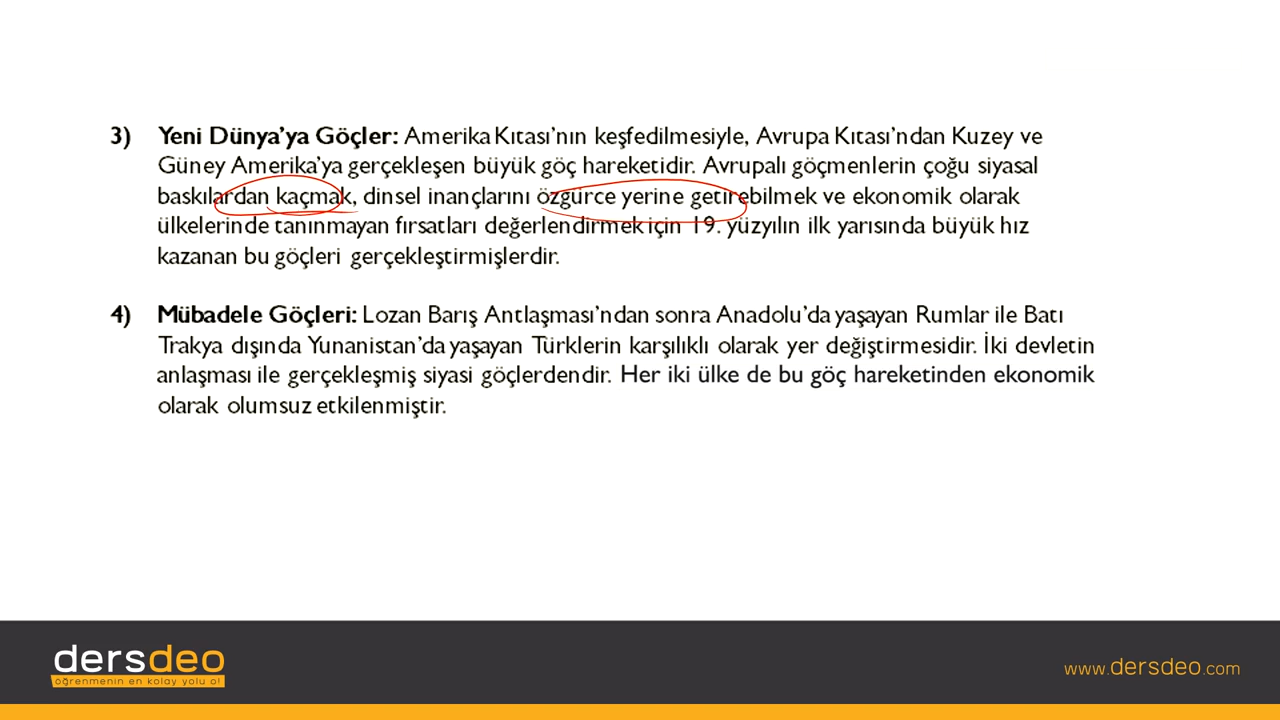 3) Yeni Dünya'ya Göçler: Amerika Kıtası'nın keşfedilmesiyle, Avrupa Kıtası'ndan Kuzey ve
Güney Amerika'ya gerçekleşen büyük göç hareketidir. Avrupalı göçmenlerin çoğu siyasal
baskılardan kaçmak, dinsel inançlarını özgürce yerine getirebilmek ve ekonomik olarak
ülkelerinde tanınmayan fırsatları değerlendirmek için 19. yüzyılın ilk yarısında büyük hız
kazanan bu göçleri gerçekleştirmişlerdir.
4) Mübadele Göçleri: Lozan Barış Antlaşması'ndan sonra Anadolu'da yaşayan Rumlar ile Batı
Trakya dışında Yunanistan'da yaşayan Türklerin karşılıklı olarak yer değiştirmesidir. İki devletin
anlaşması ile gerçekleşmiş siyasi göçlerdendir. Her iki ülke de bu göç hareketinden ekonomik
olarak olumsuz etkilenmiştir.
dersdeo
öğrenmenin en kolay yolu o!
www.dersdeo.com